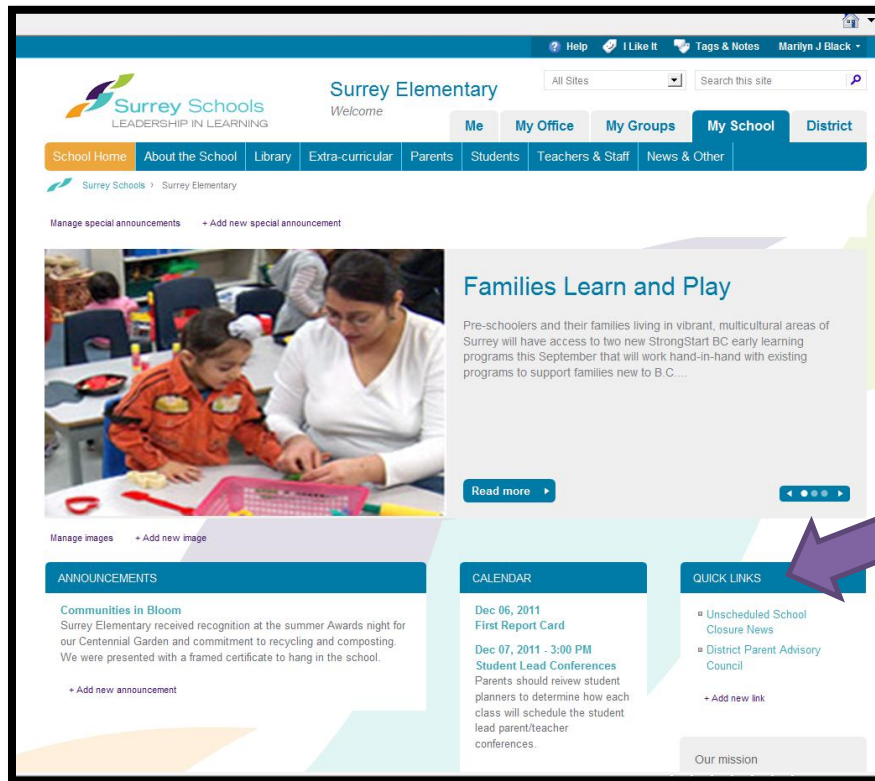 Help I Like It Tags & Notes Marilyn J Black
Surrey Schools
LEADERSHIP IN LEARNING
Surrey Elementary
Welcome
All Sites
Search this site
Me My Office My Groups My School District
School Home About the School Library Extra-curricular Parents Students Teachers & Staff News & Other
Surrey Schools › Surrey Elementary
Manage special announcements + Add new special announcement
Families Learn and Play
Pre-schoolers and their families living in vibrant, multicultural areas of
Surrey will have access to two new StrongStart BC early learning
programs this September that will work hand-in-hand with existing
programs to support families new to B.C....
Read more
Manage images + Add new image
ANNOUNCEMENTS
Communities in Bloom
Surrey Elementary received recognition at the summer Awards night for
our Centennial Garden and commitment to recycling and composting.
We were presented with a framed certificate to hang in the school.
+ Add new announcement
CALENDAR
Dec 06, 2011
First Report Card
Dec 07, 2011 - 3:00 PM
Student Lead Conferences
Parents should reivew student
planners to determine how each
class will schedule the student
lead parent/teacher
conferences.
QUICK LINKS
Unscheduled School
Closure News
District Parent Advisory
Council
+ Add new link
Our mission